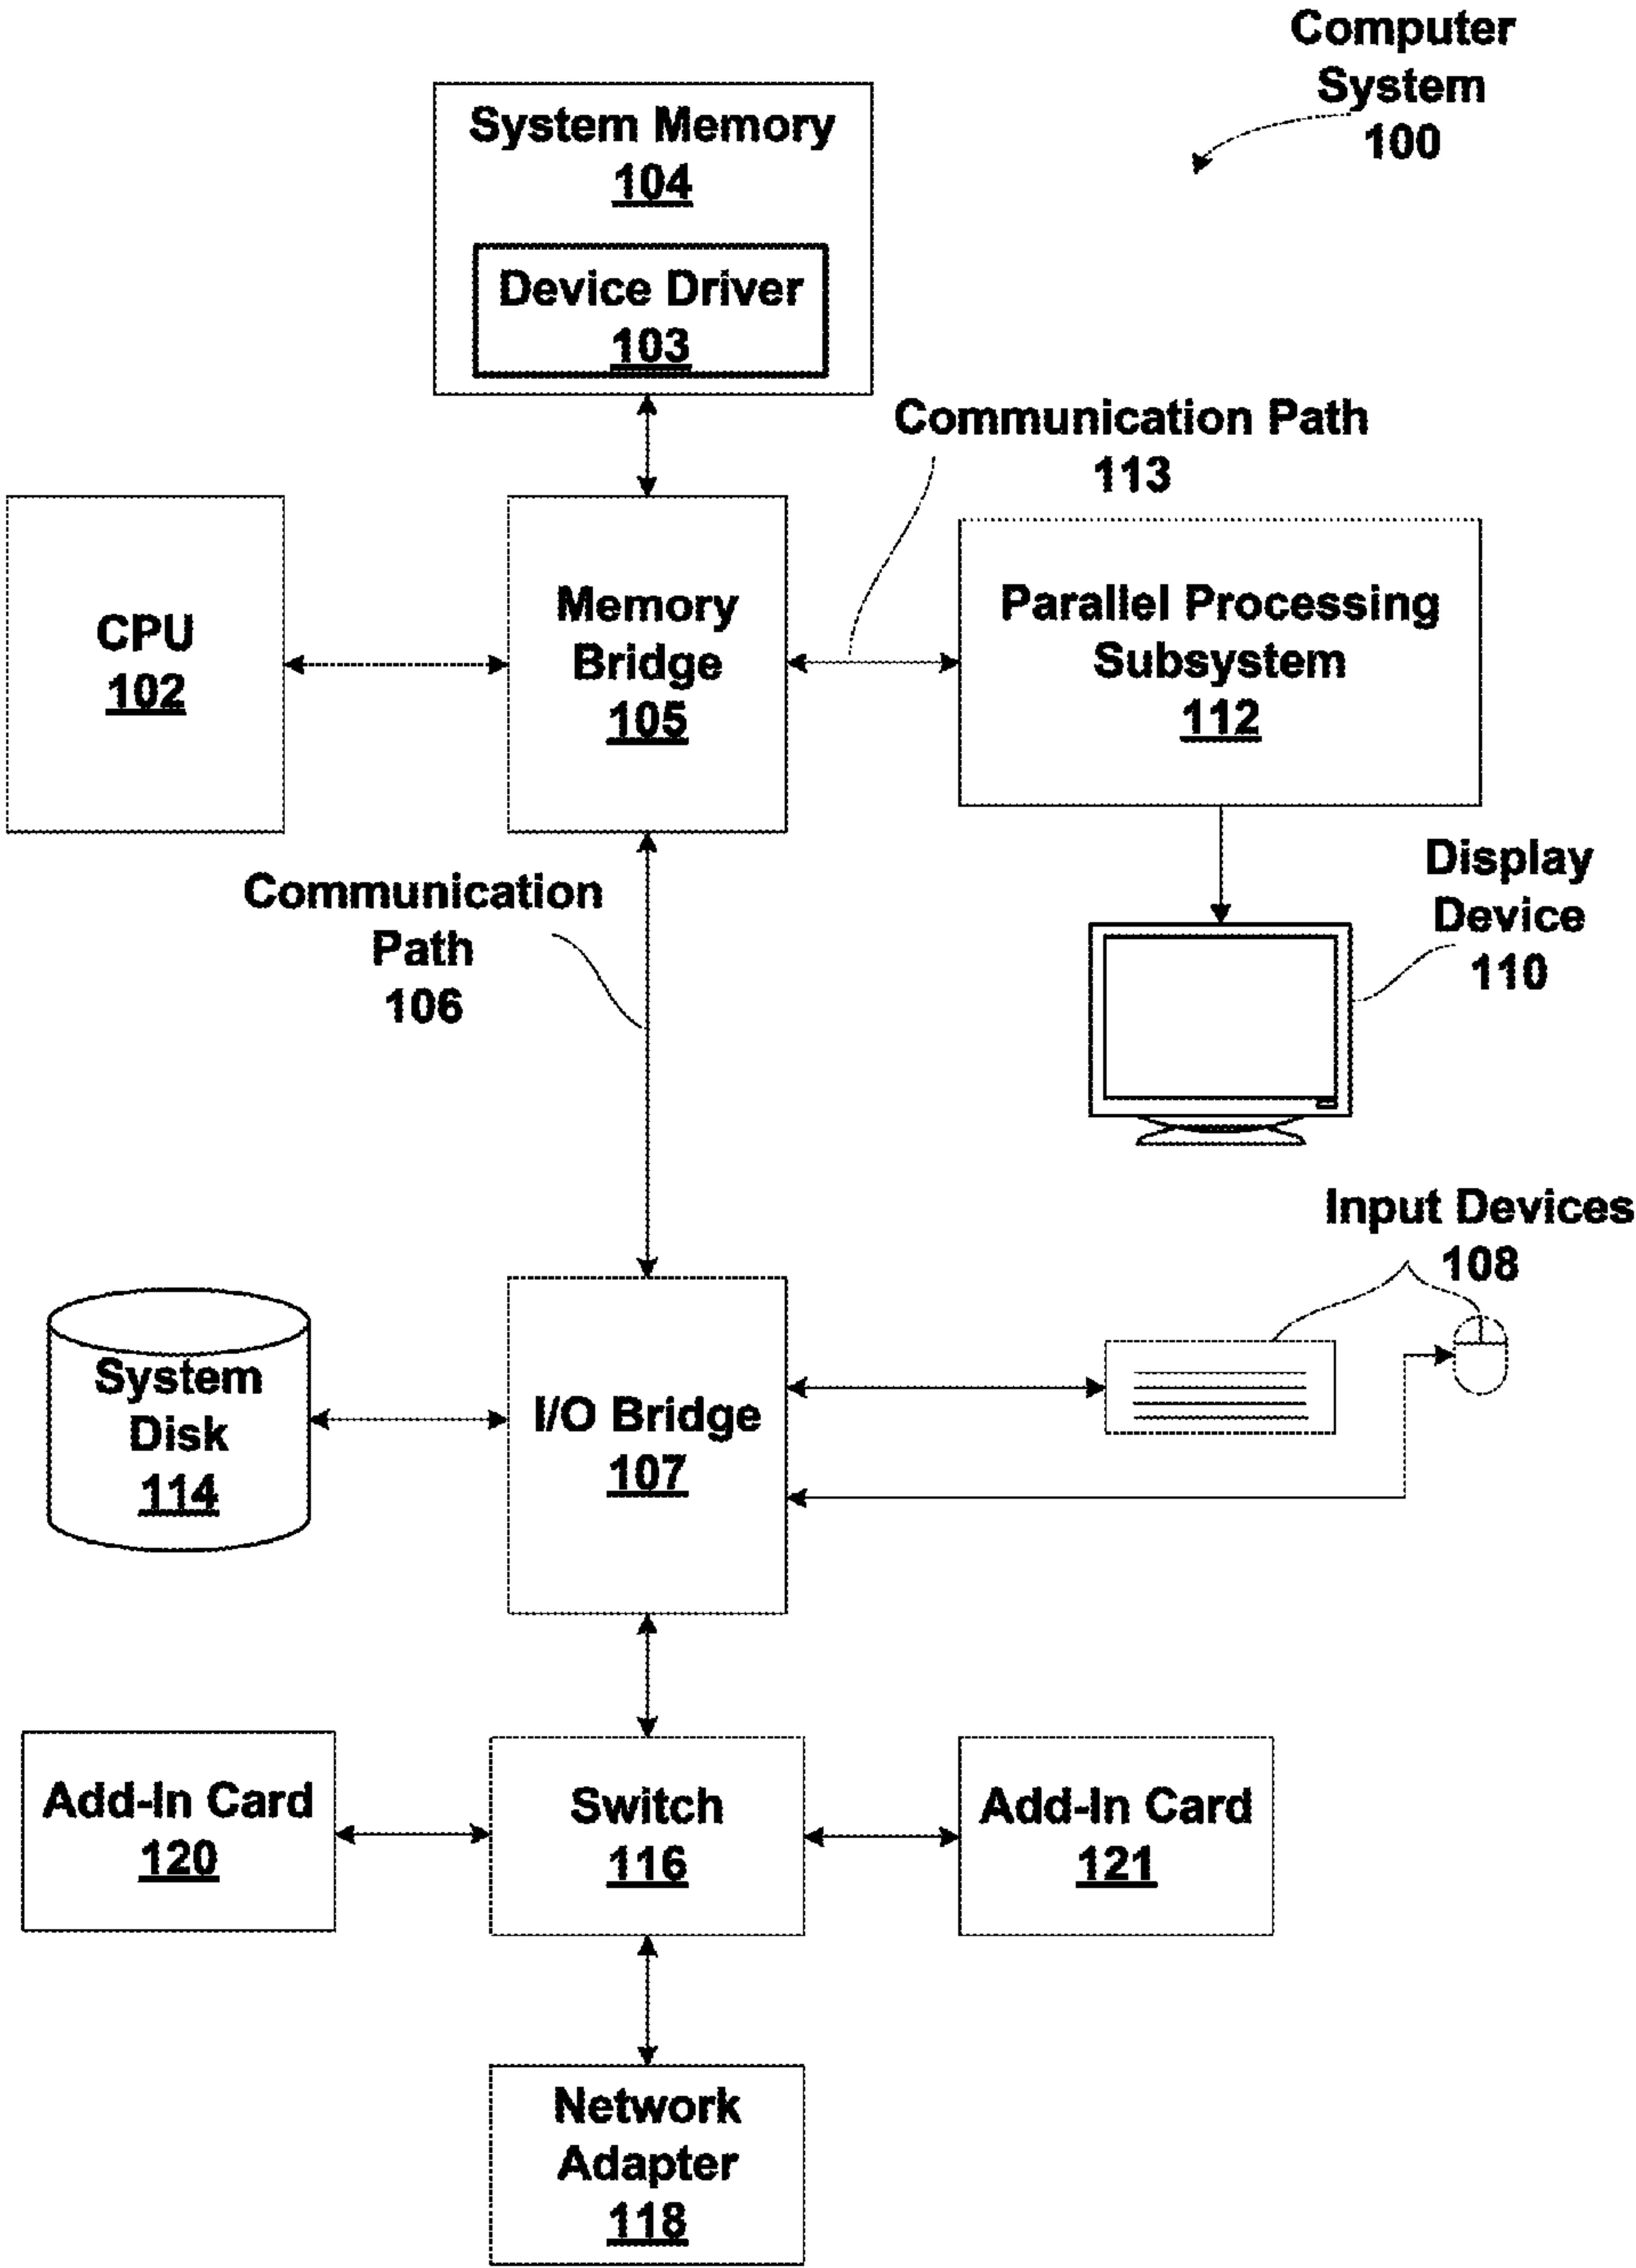 Computer
System
100
System Memory
104
Device Driver
103
Communication Path
113
CPU
102
Memory
Bridge
105
Parallel Processing
Subsystem
112
Communication
Path
106
Display
Device
110
Input Devices
108
System
Disk
114
I/O Bridge
107
Add-In Card
120
Switch
116
Add-In Card
121
Network
Adapter
118